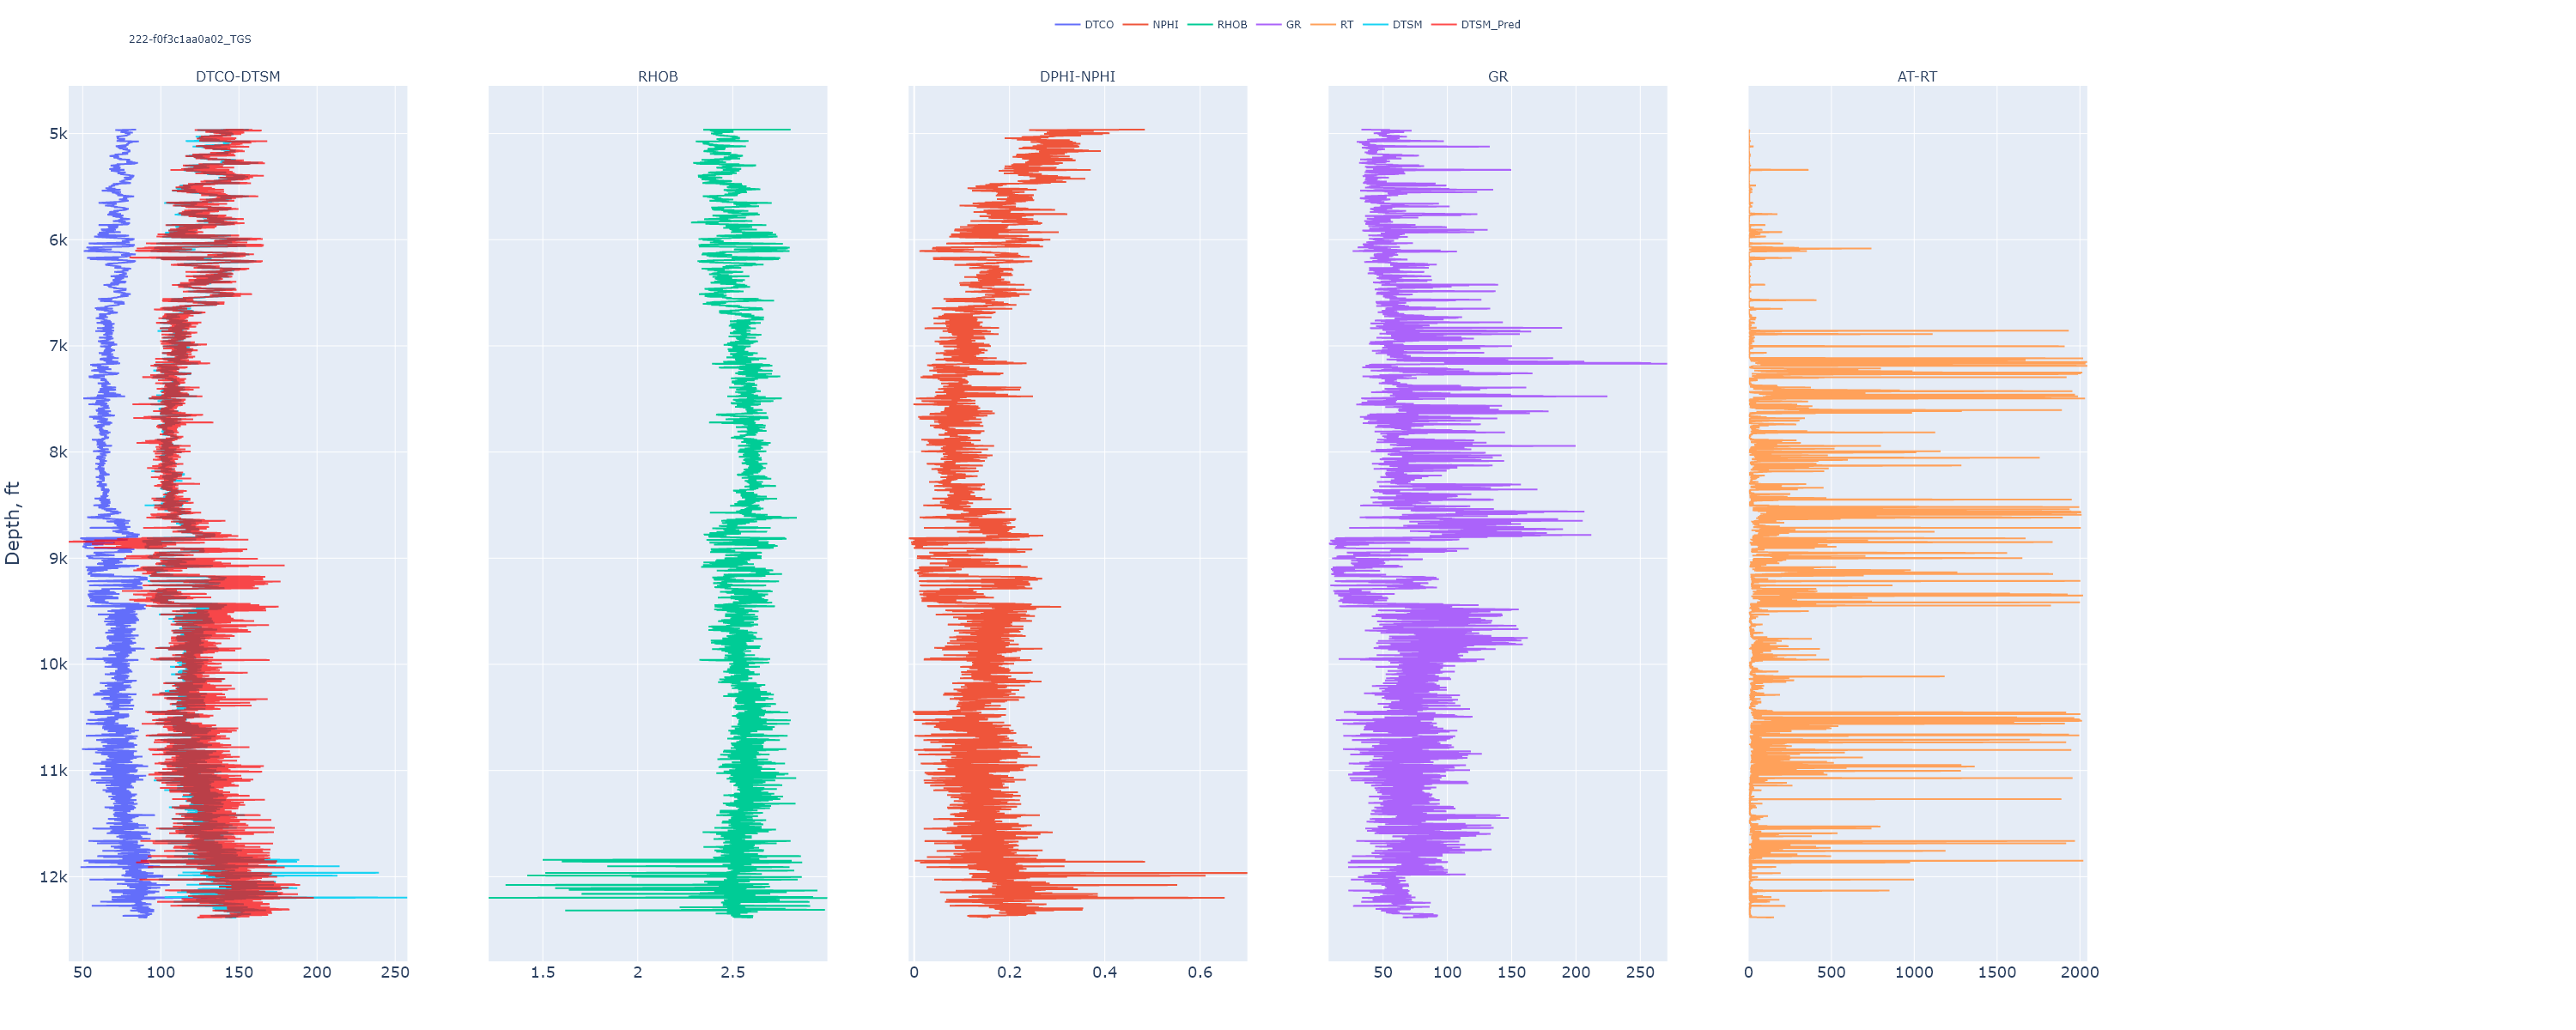 DTCO NPHI RHOB GR RT DTSM DTSM_Pred
222-f0f3c1aa0a02_TGS
DTCO-DTSM RHOB DPHI-NPHI GR AT-RT
5k
6k
7k
8k
9k
10k
11k
12k
Depth, ft
50 100 150 200 250 1.5 2 2.5 0 0.2 0.4 0.6 50 100 150 200 250 0 500 1000 1500 2000